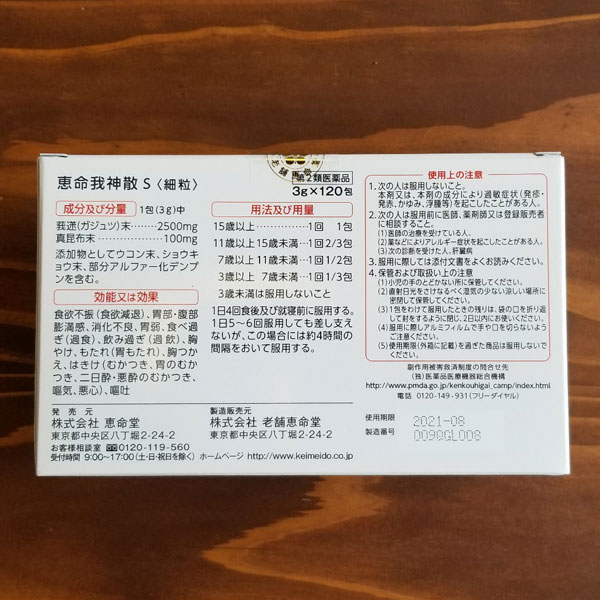 恵命我神散S〈細粒〉
第2類医薬品
3g×120包
成分及び分量 1包(3g)中
我遜(ガジュツ)末……2500mg
真昆布末……100mg
添加物としてウコン末、ショウキ
ョウ末、部分アルファー化デンプ
ンを含む。
効能又は効果
食欲不振(食欲減退)、胃部・腹部
膨満感、消化不良、胃弱、食べ過
ぎ(過食)、飲み過ぎ(過飲)、胸
やけ、もたれ(胃もたれ)、胸つか
え、はきけ(むかつき、胃のむか
つき、二日酔・悪酔のむかつき、
嘔気、悪心)、嘔吐
用法及び用量
15歳以上……1回 1包
11歳以上15歳未満…1回2/3包
7歳以上11歳未満…1回1/2包
3歳以上 7歳未満…1回1/3包
3歳未満は服用しないこと
1日4回食後及び就寝前に服用する。
1日5~6回服用しても差し支え
ないが、この場合には約4時間の
間隔をおいて服用する。
使用上の注意
1.次の人は服用しないこと。
本剤又は、本剤の成分により過敏症状(発疹・
発赤、かゆみ、浮腫等)を起こしたことがある人。
2.次の人は服用前に医師、薬剤師又は登録販売者
に相談すること。
(1)医師の治療を受けている人。
(2)薬などによりアレルギー症状を起こしたことがある人。
(3)次の診断を受けた人。肝臓病
3.服用に際しては添付文書をよくお読みください。
4.保管および取扱い上の注意
(1)小児の手のとどかない所に保管してください。
(2)直射日光をさけなるべく湿気の少ない涼しい場所に
密閉して保管してください。
(3)1包をわけて服用したときの残りは、袋の口を折り返
して封をするように閉じ、2日以内にお使いください。
(4)服用に際しアルミフィルムで手や口を切らないよう
ご注意ください。
(5)使用期限(外箱に記載)を過ぎた商品は服用しないで
ください。
副作用被害救済制度の問合せ先
(独)医薬品医療機器総合機構
http://www.pmda.go.jp/kenkouhigai_camp/index.html
電話 0120-149-931(フリーダイヤル)
発売元
株式会社 恵命堂
東京都中央区八丁堀2-24-2
製造販売元
株式会社 老舗恵命堂
東京都中央区八丁堀2-24-2
お客様相談室 0120-119-560
受付時間 9:00~17:00(土・日・祝日を除く) ホームページ http://www.keimeido.co.jp
使用期限 2021-08
製造番号 009QGL008